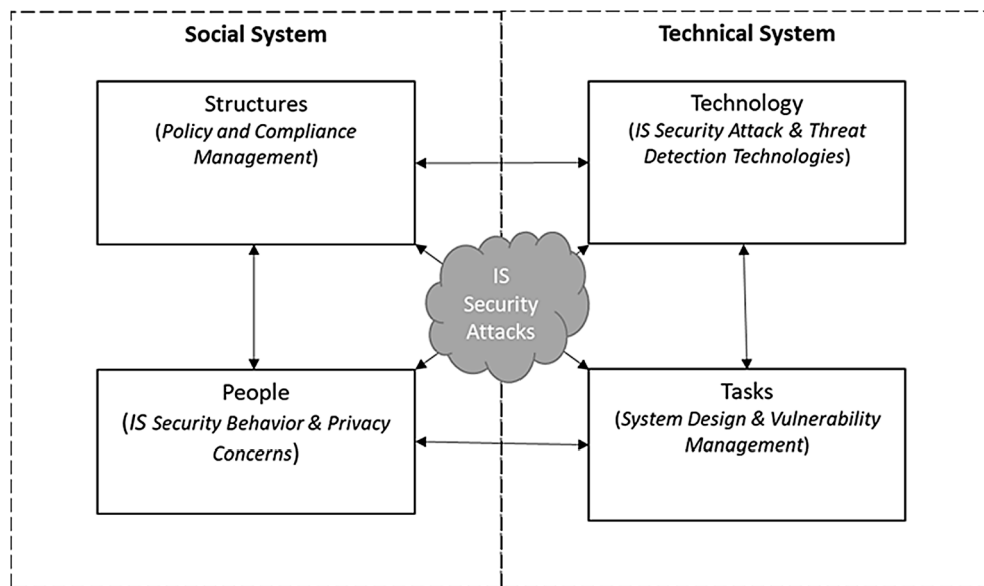 Social System
Technical System
Structures
(Policy and Compliance
Management)
Technology
(IS Security Attack & Threat
Detection Technologies)
IS
Security
Attacks
People
(IS Security Behavior & Privacy
Concerns)
Tasks
(System Design & Vulnerability
Management)